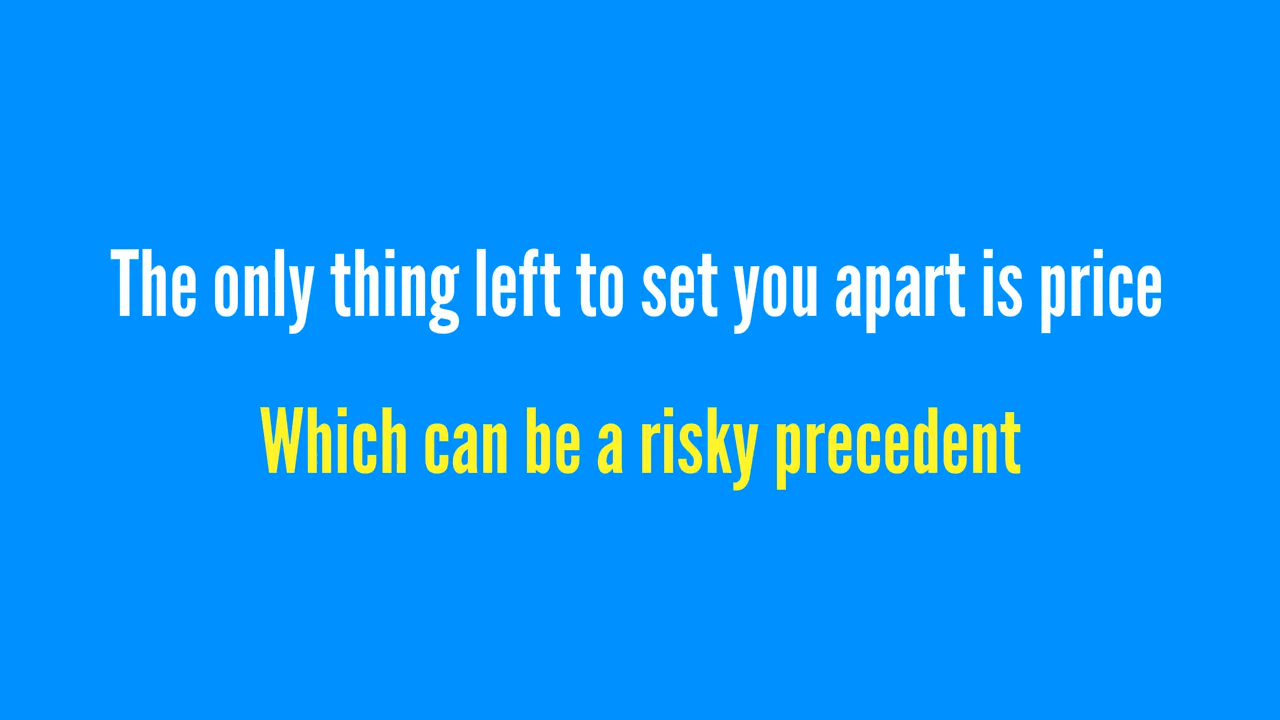 The only thing left to set you apart is price
Which can be a risky precedent